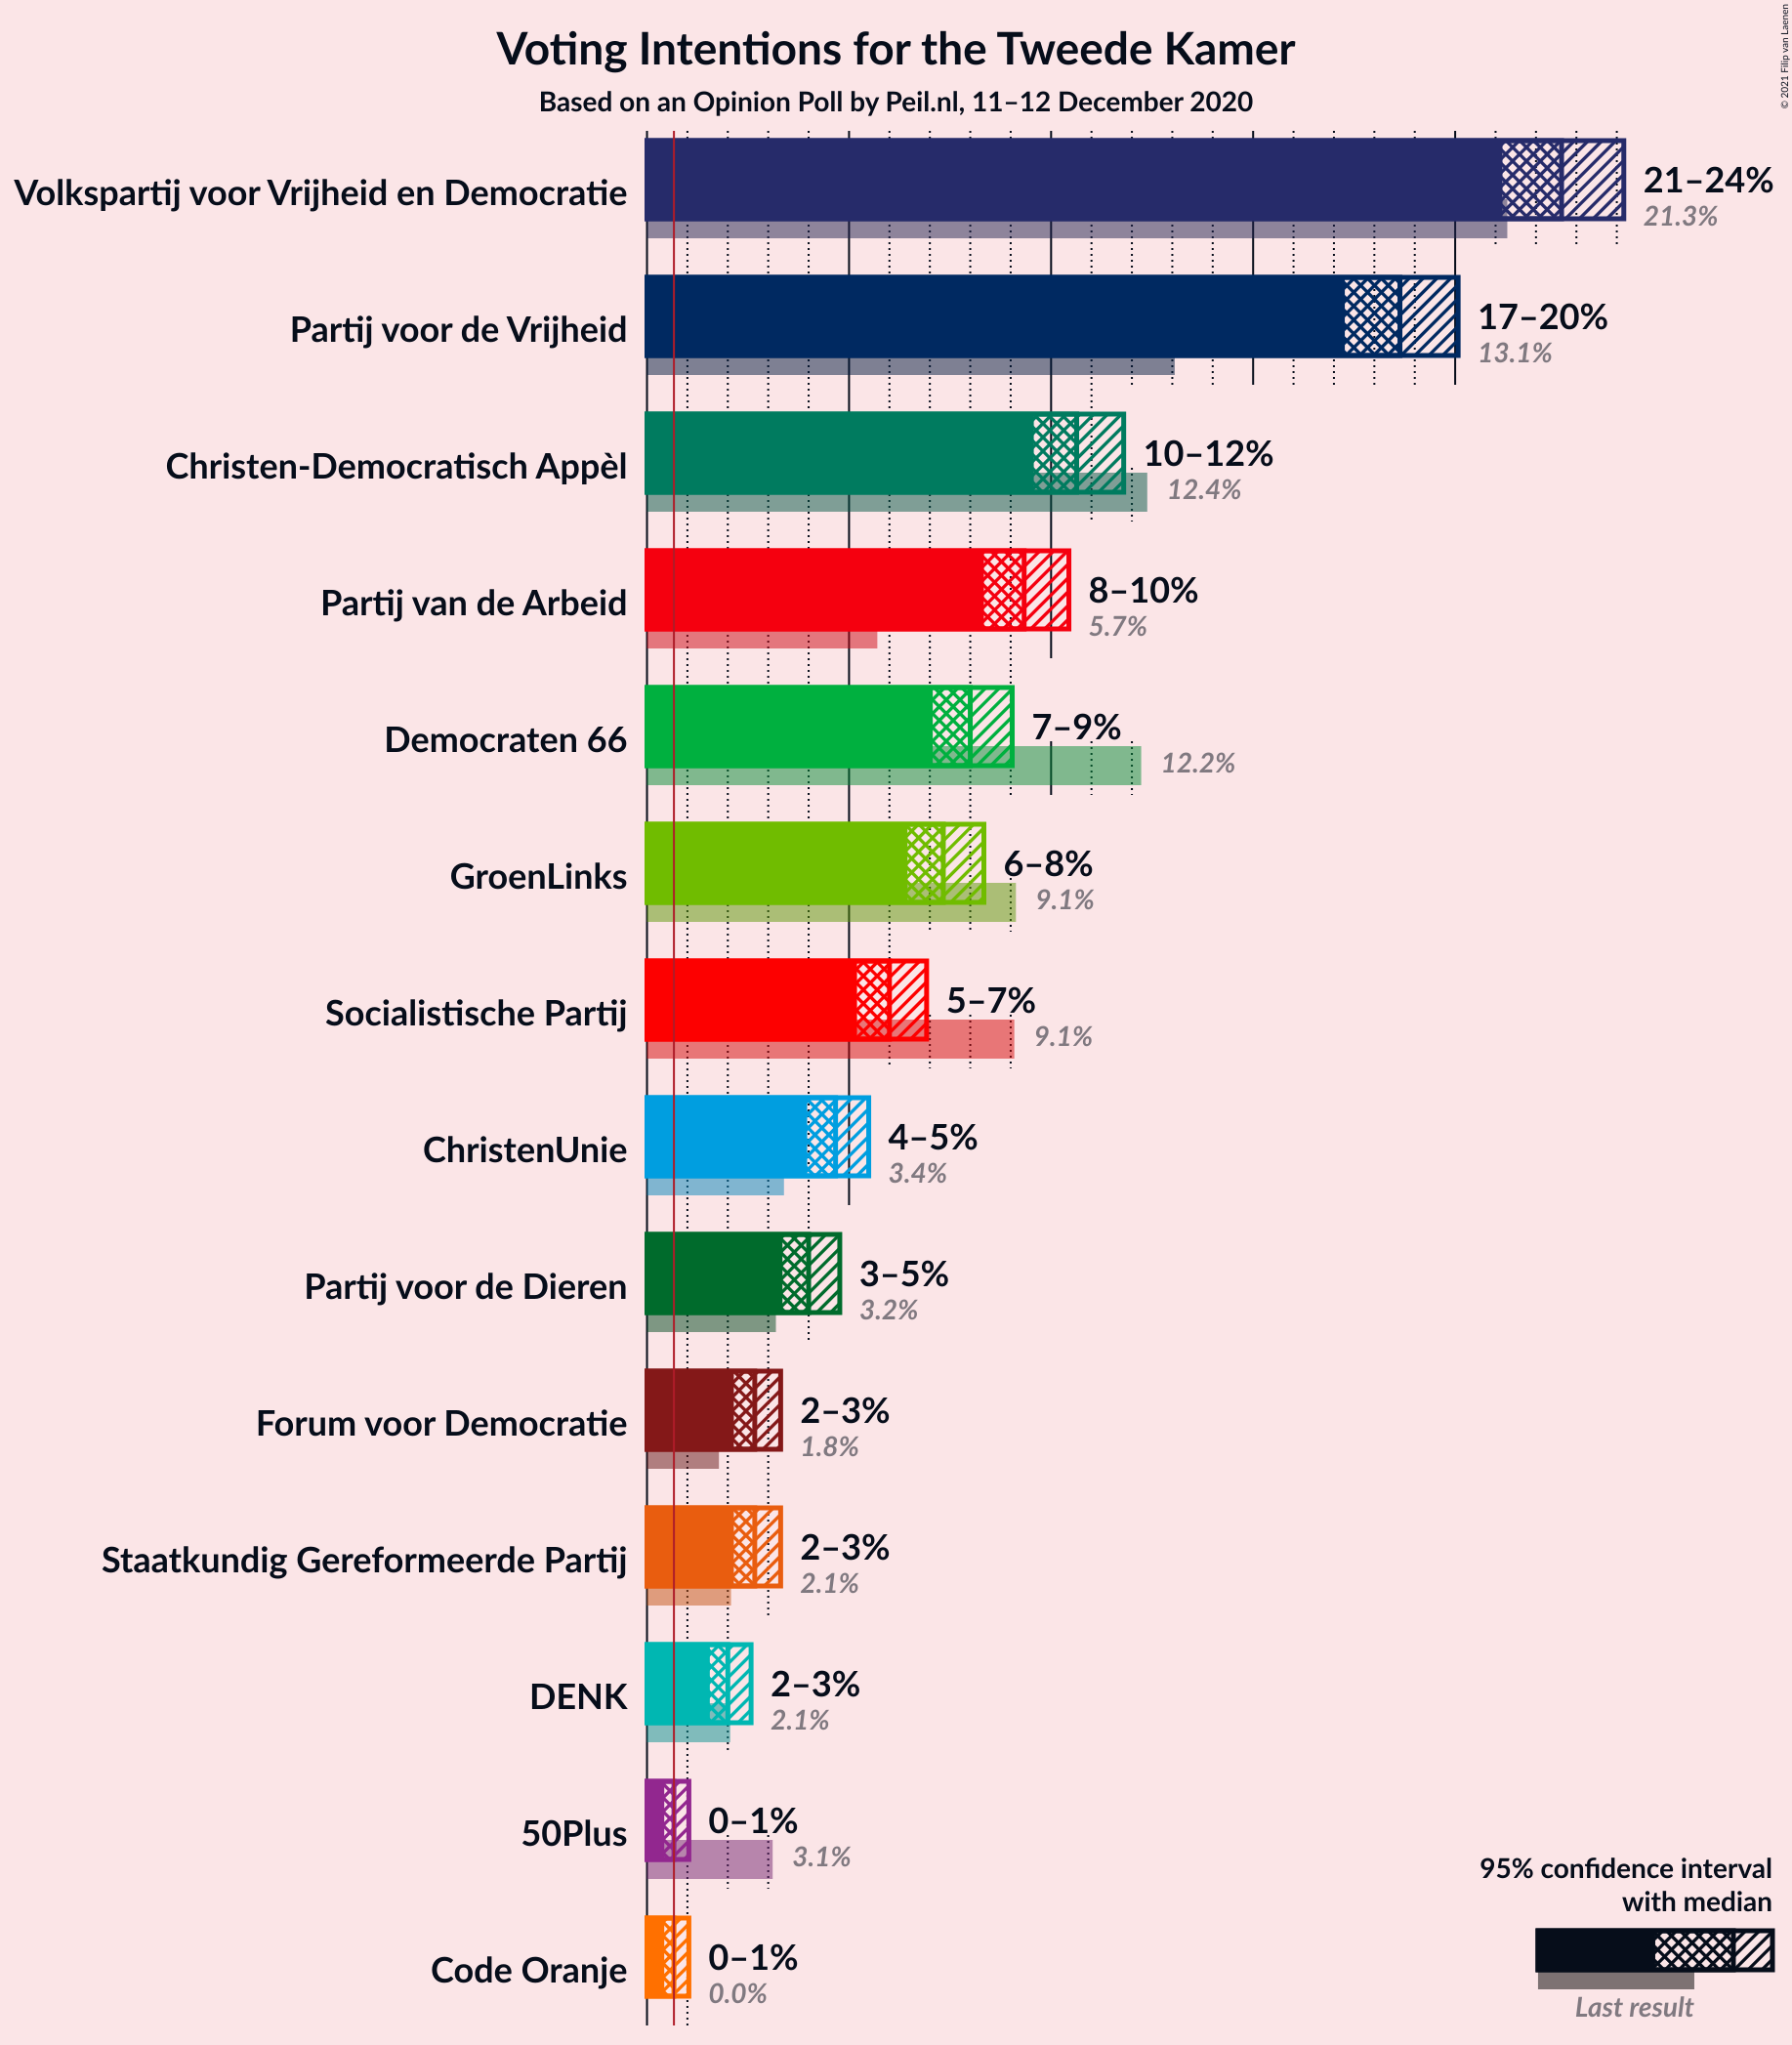 Voting Intentions for the Tweede Kamer
Based on an Opinion Poll by Peil.nl, 11–12 December 2020
© 2021 Filip van Laenen
Volkspartij voor Vrijheid en Democratie
21–24%
21.3%
Partij voor de Vrijheid
17–20%
13.1%
Christen-Democratisch Appèl
10–12%
12.4%
Partij van de Arbeid
8–10%
5.7%
Democraten 66
7–9%
12.2%
GroenLinks
6–8%
9.1%
Socialistische Partij
5–7%
9.1%
ChristenUnie
4–5%
3.4%
Partij voor de Dieren
3–5%
3.2%
Forum voor Democratie
2–3%
1.8%
Staatkundig Gereformeerde Partij
2–3%
2.1%
DENK
2–3%
2.1%
50Plus
0–1%
3.1%
Code Oranje
0–1%
0.0%
95% confidence interval
with median
Last result